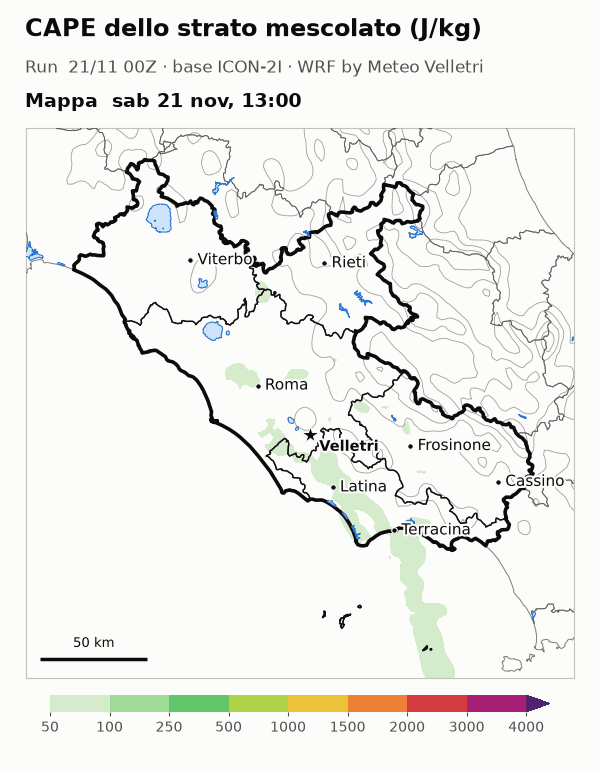 CAPE dello strato mescolato (J/kg)
Run  21/11 00Z · base ICON-2I · WRF by Meteo Velletri
Mappa  sab 21 nov, 13:00
Viterbo
Rieti
Roma
Velletri
Frosinone
Latina
Cassino
Terracina
50 km
50 100 250 500 1000 1500 2000 3000 4000